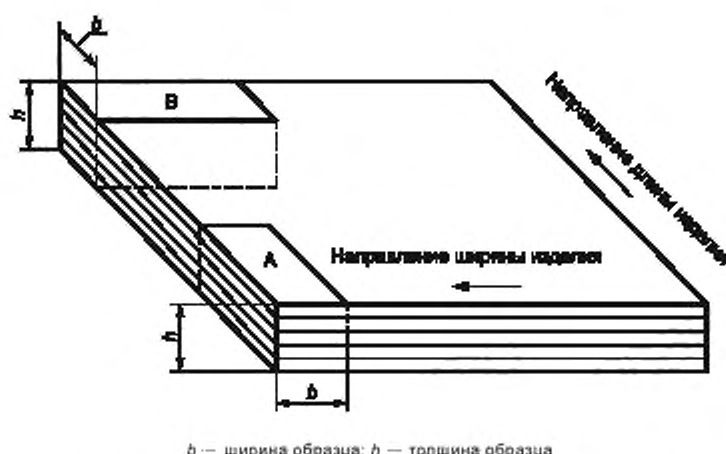 b
h
B
Направление длины изделия
A
Направление ширины изделия
h
b
b — ширина образца; h — толщина образца